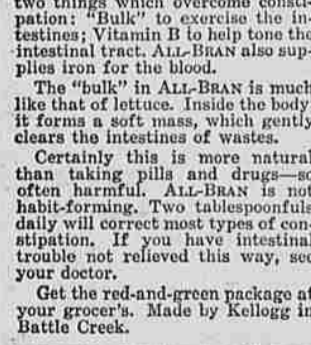 two things which overcome consti-
pation: "Bulk" to exercise the in-
testines; Vitamin B to help tone the
intestinal tract. ALL-BRAN also sup-
plies iron for the blood.
The "bulk" in ALL-BRAN is much
like that of lettuce. Inside the body
it forms a soft mass, which gently
clears the intestines of wastes.
Certainly this is more natural
than taking pills and drugs—so
often harmful. ALL-BRAN is not
habit-forming. Two tablespoonfuls
daily will correct most types of con-
stipation. If you have intestinal
trouble not relieved this way, see
your doctor.
Get the red-and-green package at
your grocer's. Made by Kellogg in
Battle Creek.